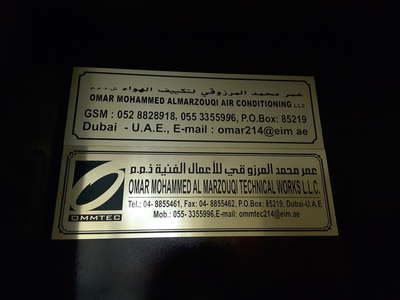 عمر محمد المرزوقي لتكييف الهواء ش.ذ.م.م
OMAR MOHAMMED ALMARZOUQI AIR CONDITIONING L.L.C
GSM : 052 8828918, 055 3355996, P.O.Box: 85219
Dubai - U.A.E., E-mail : omar214@eim ae
عمر محمد المرزوقي للأعمال الفنية ذ.م.م
OMAR MOHAMMED AL MARZOUQI TECHNICAL WORKS L.L.C.
OMMTEC
Tel.: 04- 8855461, Fax: 04- 8855462, P.O.Box: 85219, Dubai-U.A.E
Mob.: 055- 3355996,E-mail: ommtec214@eim.ae